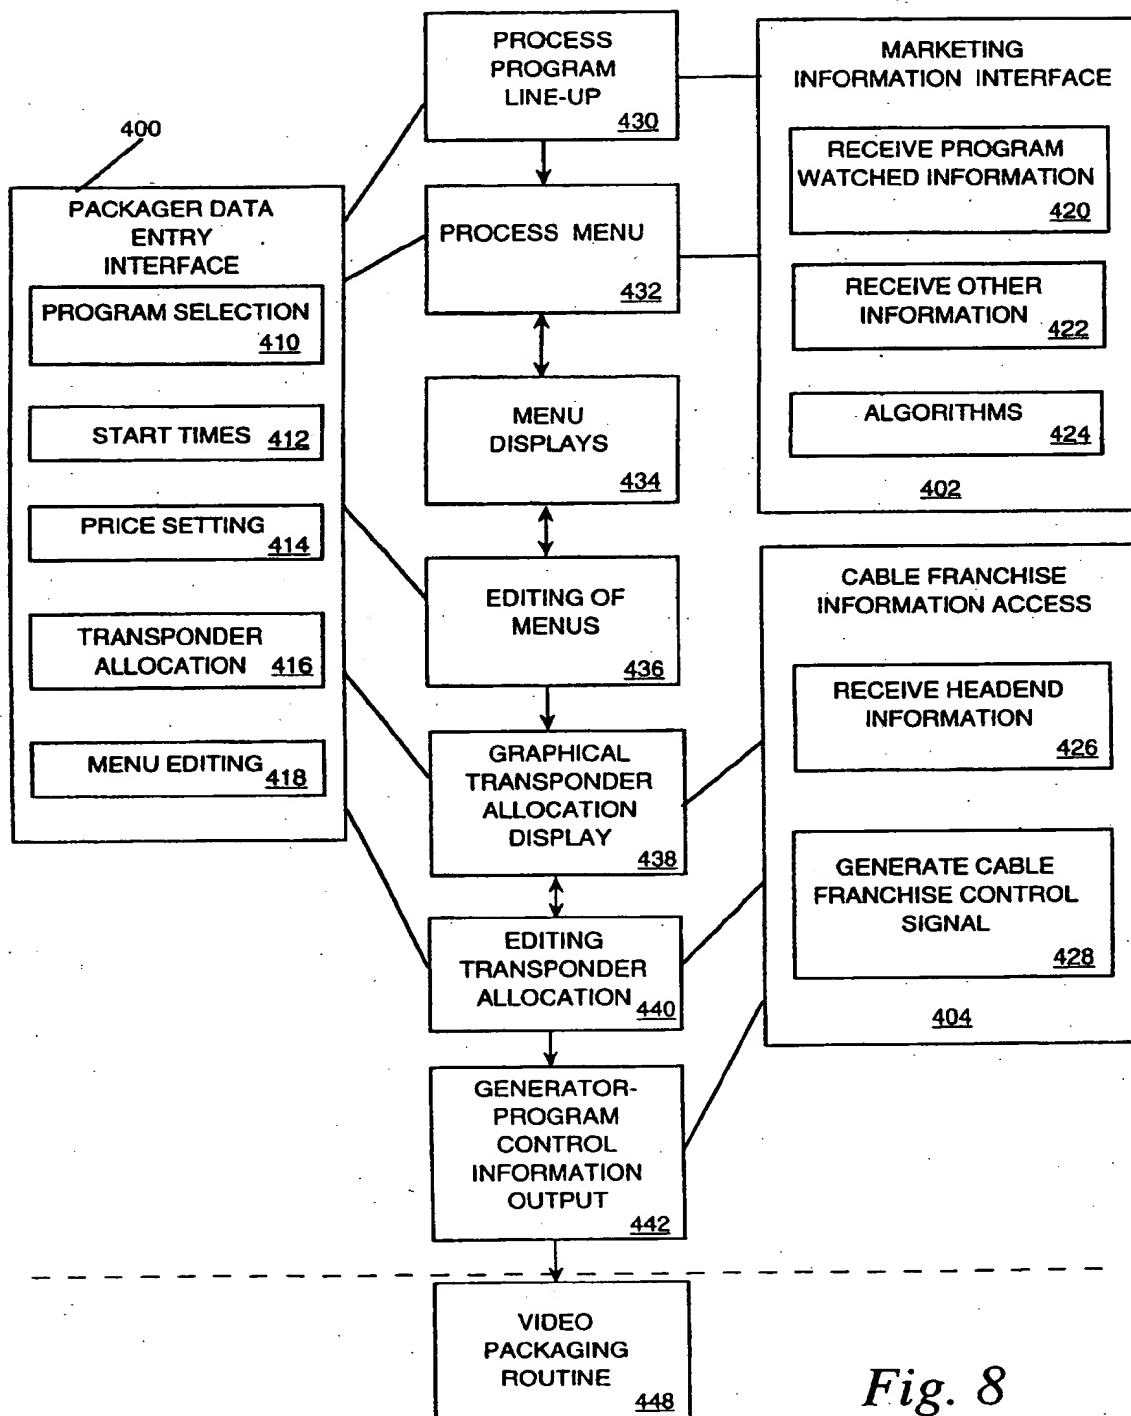 400
PACKAGER DATA
ENTRY
INTERFACE
PROGRAM SELECTION
410
START TIMES 412
PRICE SETTING 414
TRANSPONDER
ALLOCATION 416
MENU EDITING 418
PROCESS
PROGRAM
LINE-UP
430
PROCESS MENU
432
MENU
DISPLAYS
434
EDITING OF
MENUS
436
GRAPHICAL
TRANSPONDER
ALLOCATION
DISPLAY
438
EDITING
TRANSPONDER
ALLOCATION 440
GENERATOR-
PROGRAM
CONTROL
INFORMATION
OUTPUT
442
VIDEO
PACKAGING
ROUTINE
448
MARKETING
INFORMATION INTERFACE
RECEIVE PROGRAM
WATCHED INFORMATION
420
RECEIVE OTHER
INFORMATION
422
ALGORITHMS
424
402
CABLE FRANCHISE
INFORMATION ACCESS
RECEIVE HEADEND
INFORMATION
426
GENERATE CABLE
FRANCHISE CONTROL
SIGNAL
428
404
Fig. 8